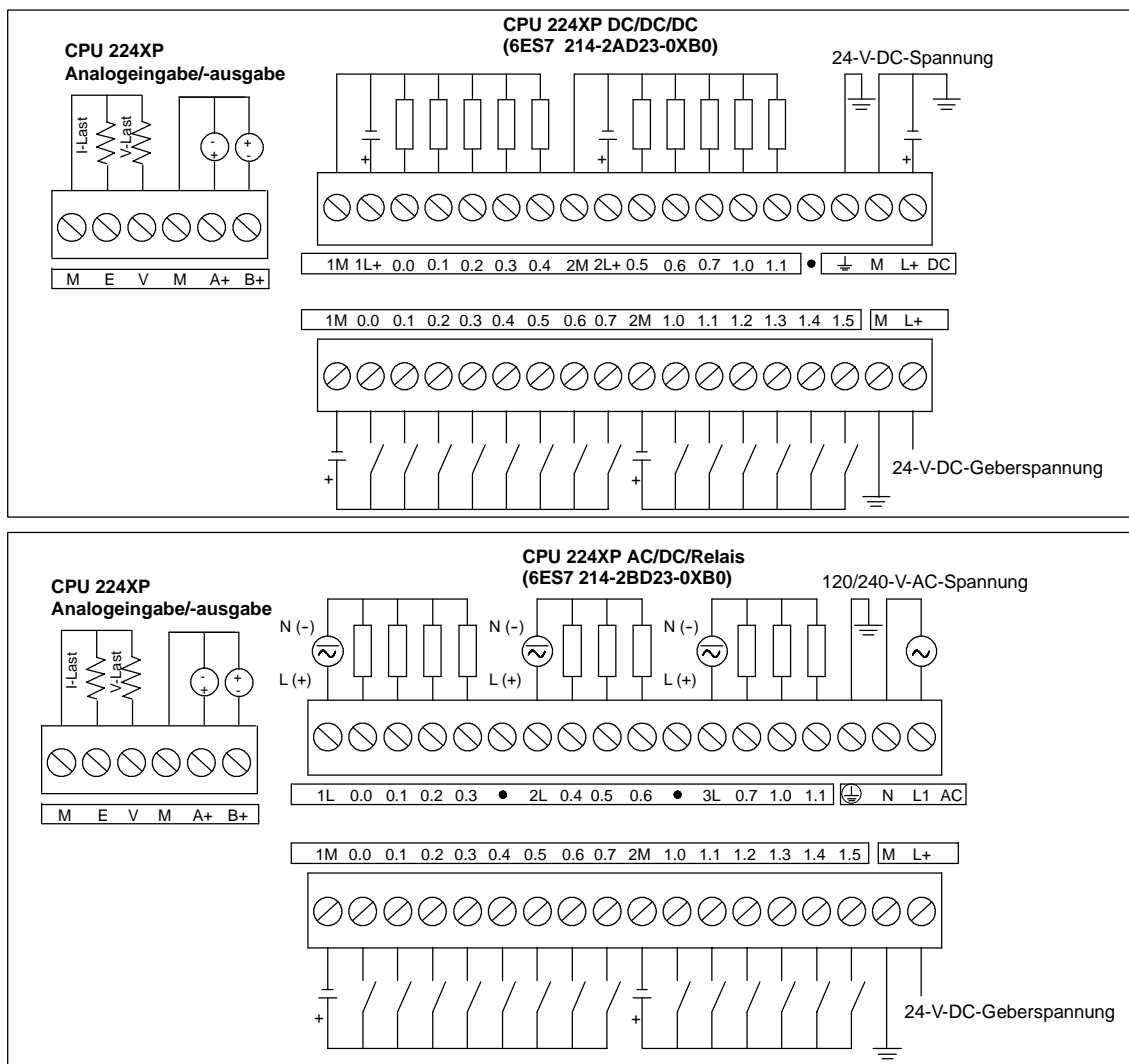 CPU 224XP DC/DC/DC
(6ES7 214-2AD23-0XB0)
CPU 224XP
Analogeingabe/-ausgabe
24-V-DC-Spannung
I-Last
V-Last
- + + -
+ + +
1M 1L+ 0.0 0.1 0.2 0.3 0.4 2M 2L+ 0.5 0.6 0.7 1.0 1.1 ● M L+ DC
M E V M A+ B+
1M 0.0 0.1 0.2 0.3 0.4 0.5 0.6 0.7 2M 1.0 1.1 1.2 1.3 1.4 1.5 M L+
+ +
24-V-DC-Geberspannung
CPU 224XP AC/DC/Relais
(6ES7 214-2BD23-0XB0)
CPU 224XP
Analogeingabe/-ausgabe
120/240-V-AC-Spannung
I-Last
V-Last
- + + -
N (-) N (-) N (-)
L (+) L (+) L (+)
1L 0.0 0.1 0.2 0.3 ● 2L 0.4 0.5 0.6 ● 3L 0.7 1.0 1.1 N L1 AC
M E V M A+ B+
1M 0.0 0.1 0.2 0.3 0.4 0.5 0.6 0.7 2M 1.0 1.1 1.2 1.3 1.4 1.5 M L+
+ +
24-V-DC-Geberspannung